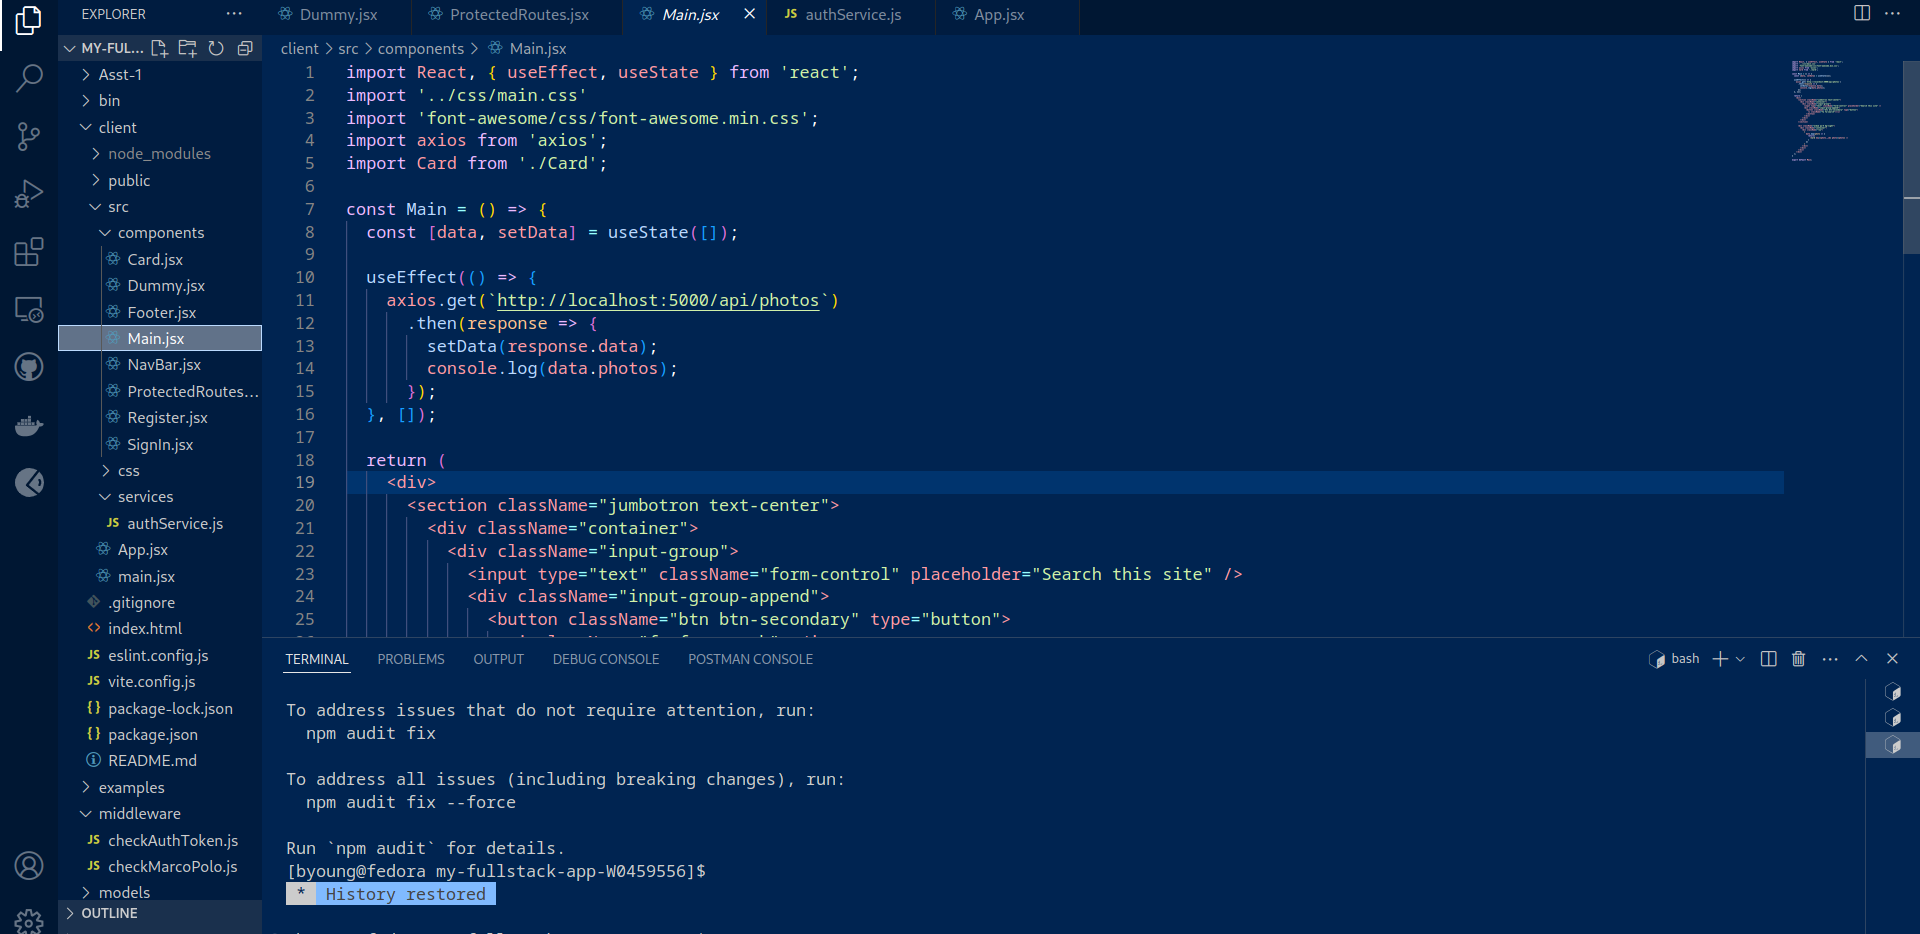 EXPLORER
Dummy.jsx
ProtectedRoutes.jsx
Main.jsx
JS authService.js
App.jsx
MY-FUL...
client > src > components > Main.jsx
Asst-1
bin
client
node_modules
public
src
components
Card.jsx
Dummy.jsx
Footer.jsx
Main.jsx
NavBar.jsx
ProtectedRoutes...
Register.jsx
SignIn.jsx
css
services
JS authService.js
App.jsx
main.jsx
.gitignore
<> index.html
JS eslint.config.js
JS vite.config.js
{} package-lock.json
{} package.json
README.md
examples
middleware
JS checkAuthToken.js
JS checkMarcoPolo.js
models
OUTLINE
1 import React, { useEffect, useState } from 'react';
2 import '../css/main.css'
3 import 'font-awesome/css/font-awesome.min.css';
4 import axios from 'axios';
5 import Card from './Card';
6
7 const Main = () => {
8 const [data, setData] = useState([]);
9
10 useEffect(() => {
11 axios.get(`http://localhost:5000/api/photos`)
12 .then(response => {
13 setData(response.data);
14 console.log(data.photos);
15 });
16 }, []);
17
18 return (
19 <div>
20 <section className="jumbotron text-center">
21 <div className="container">
22 <div className="input-group">
23 <input type="text" className="form-control" placeholder="Search this site" />
24 <div className="input-group-append">
25 <button className="btn btn-secondary" type="button">
TERMINAL PROBLEMS OUTPUT DEBUG CONSOLE POSTMAN CONSOLE
bash
To address issues that do not require attention, run:
npm audit fix
To address all issues (including breaking changes), run:
npm audit fix --force
Run `npm audit` for details.
[byoung@fedora my-fullstack-app-W0459556]$
* History restored